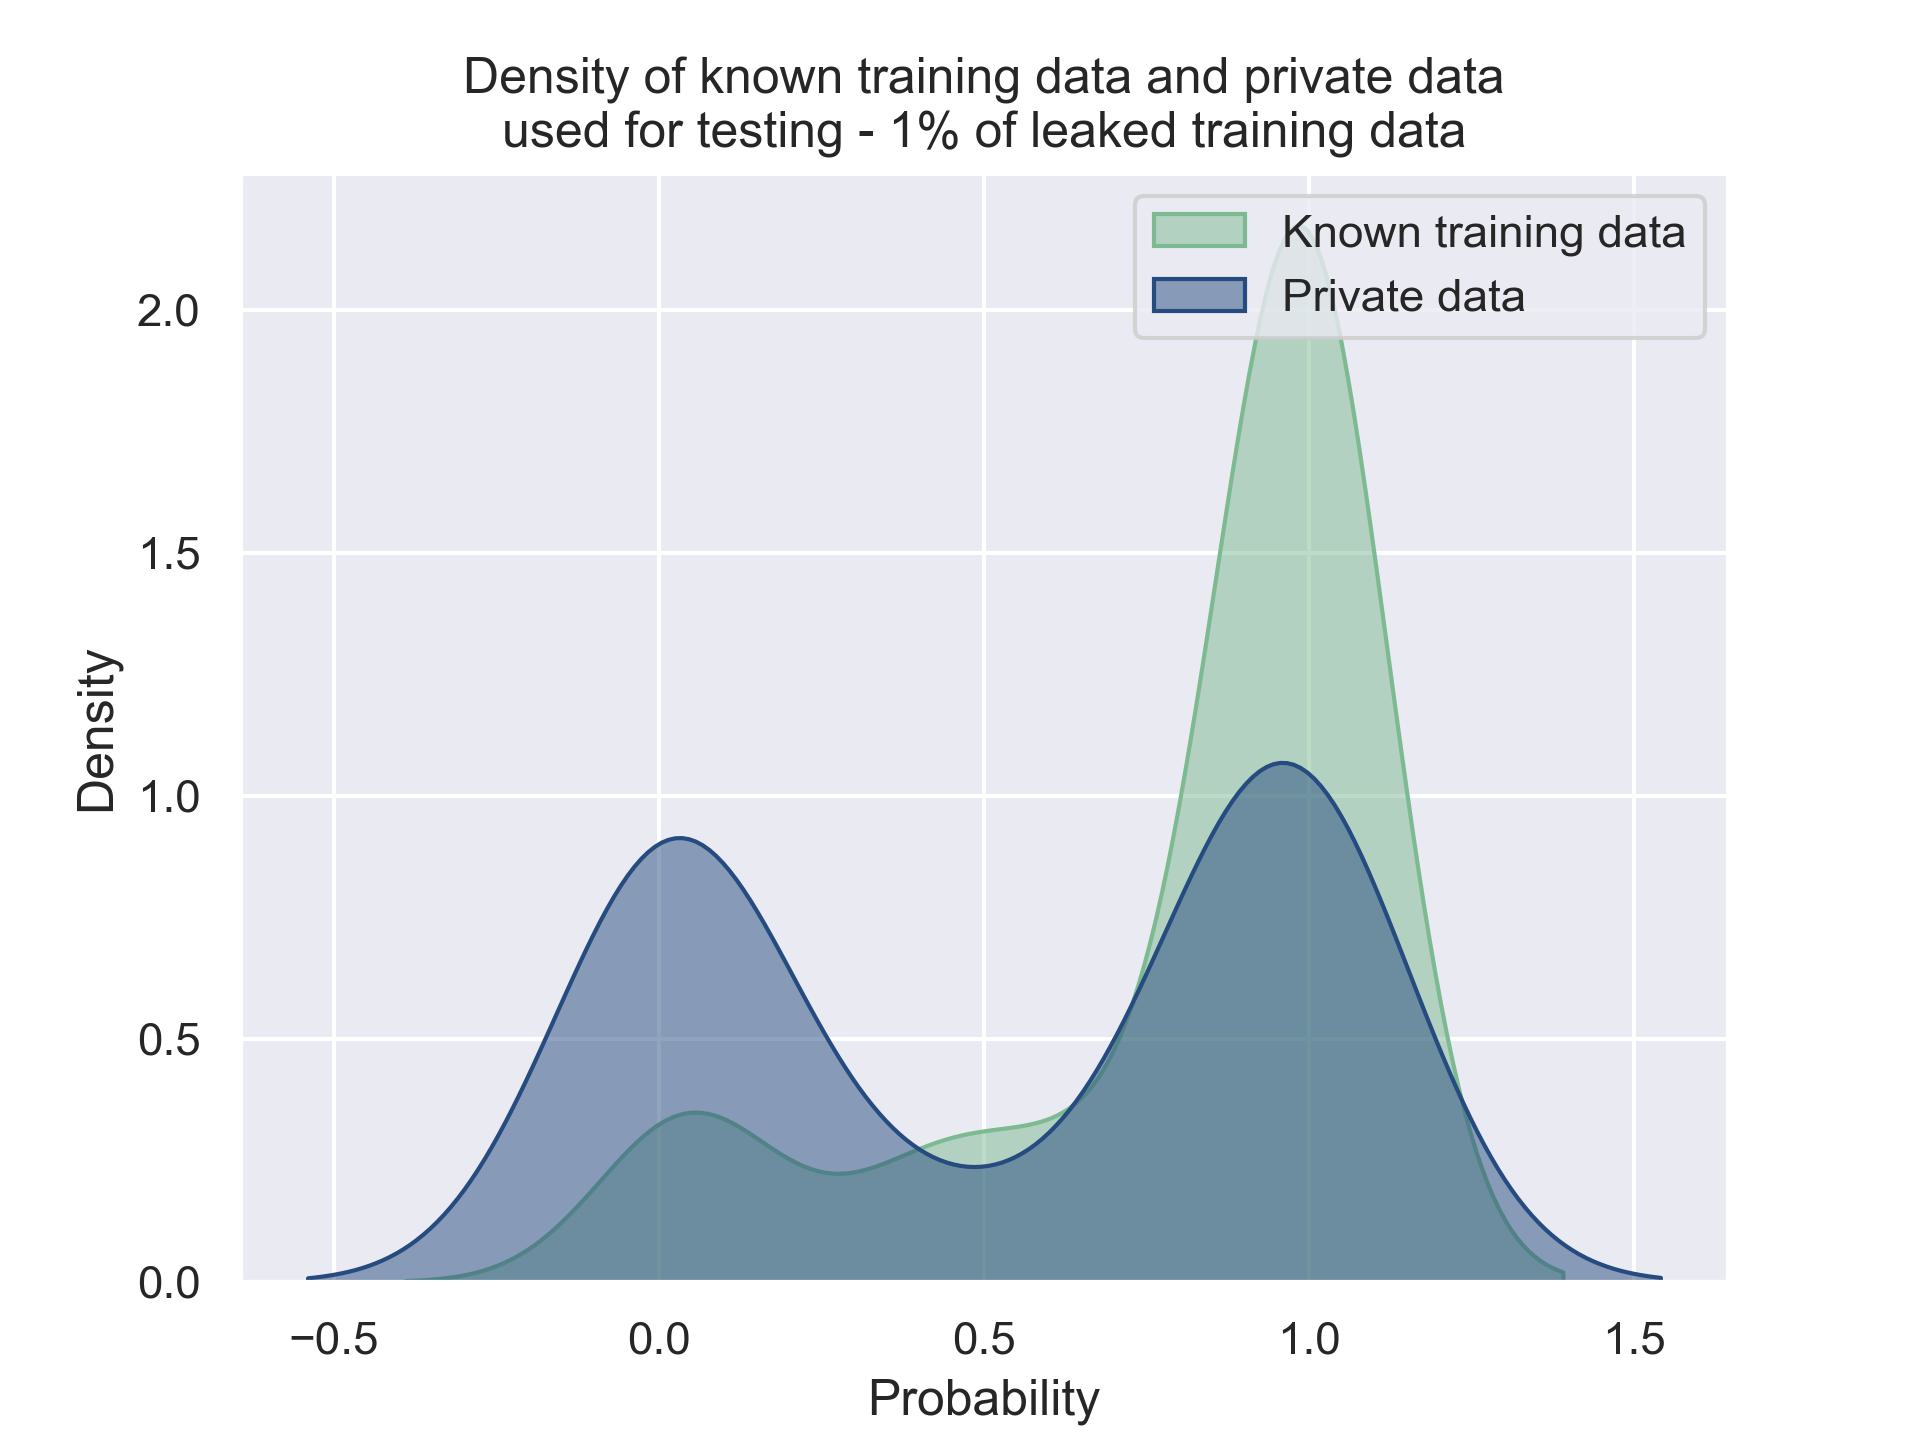 Density of known training data and private data
used for testing - 1% of leaked training data
Known training data
Private data
2.0
1.5
1.0
0.5
0.0
Density
−0.5 0.0 0.5 1.0 1.5
Probability